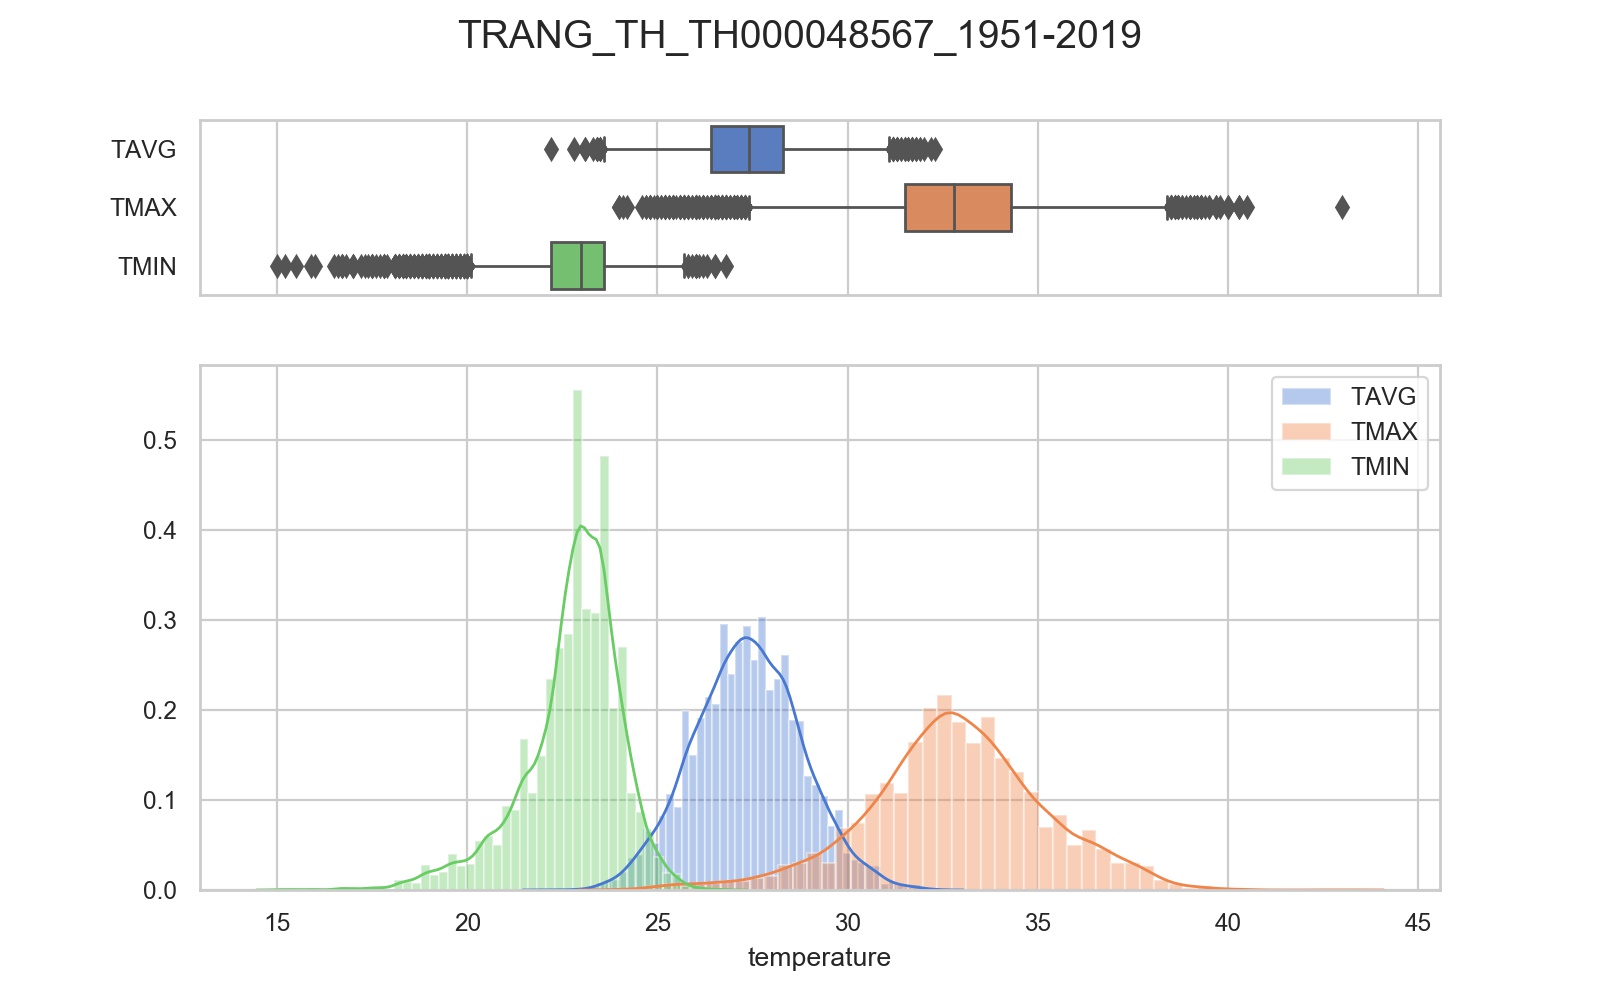 TRANG_TH_TH000048567_1951-2019
TAVG
TMAX
TMIN
TAVG
TMAX
TMIN
0.5
0.4
0.3
0.2
0.1
0.0
15 20 25 30 35 40 45
temperature